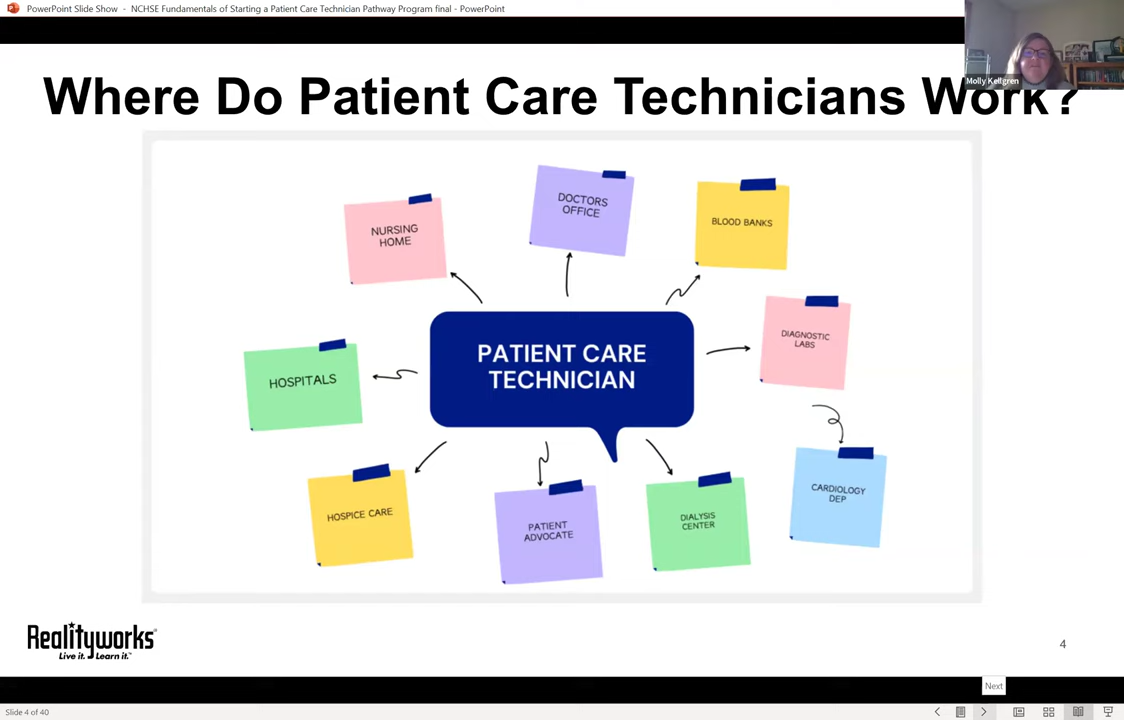 PowerPoint Slide Show - NCHSE Fundamentals of Starting a Patient Care Technician Pathway Program final - PowerPoint
Molly Kellgren
Where Do Patient Care Technicians Work?
DOCTORS
OFFICE
BLOOD BANKS
NURSING
HOME
DIAGNOSTIC
LABS
PATIENT CARE
TECHNICIAN
HOSPITALS
CARDIOLOGY
DEP
HOSPICE CARE
PATIENT
ADVOCATE
DIALYSIS
CENTER
Realityworks®
Live it. Learn it.™
4
Next
Slide 4 of 40